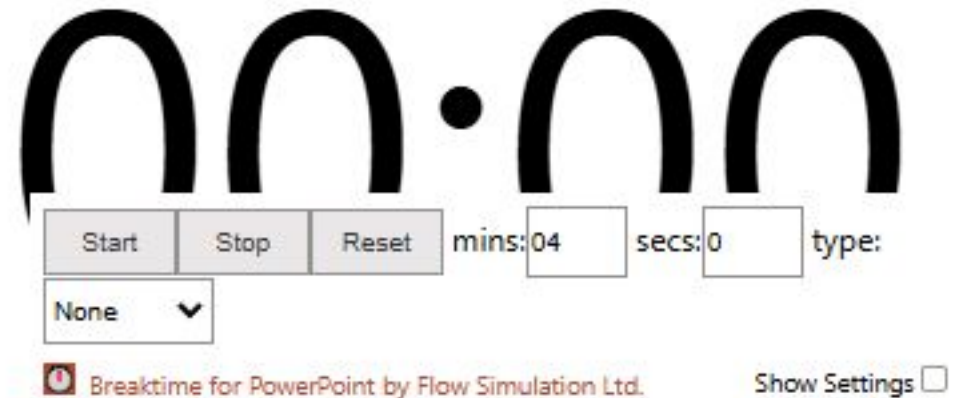 00:00
Start Stop Reset mins: 04 secs: 0 type:
None
Breaktime for PowerPoint by Flow Simulation Ltd. Show Settings